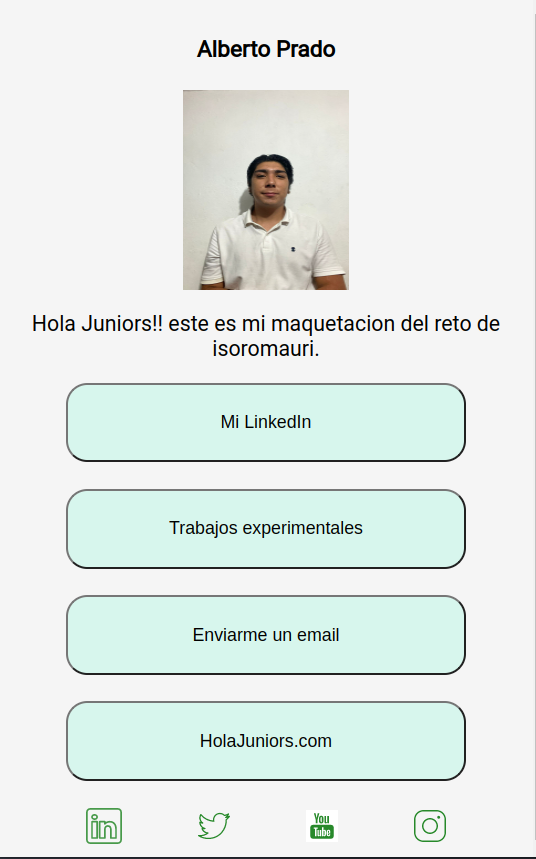 Alberto Prado
Hola Juniors!! este es mi maquetacion del reto de
isoromauri.
Mi LinkedIn
Trabajos experimentales
Enviarme un email
HolaJuniors.com
in
You
Tube